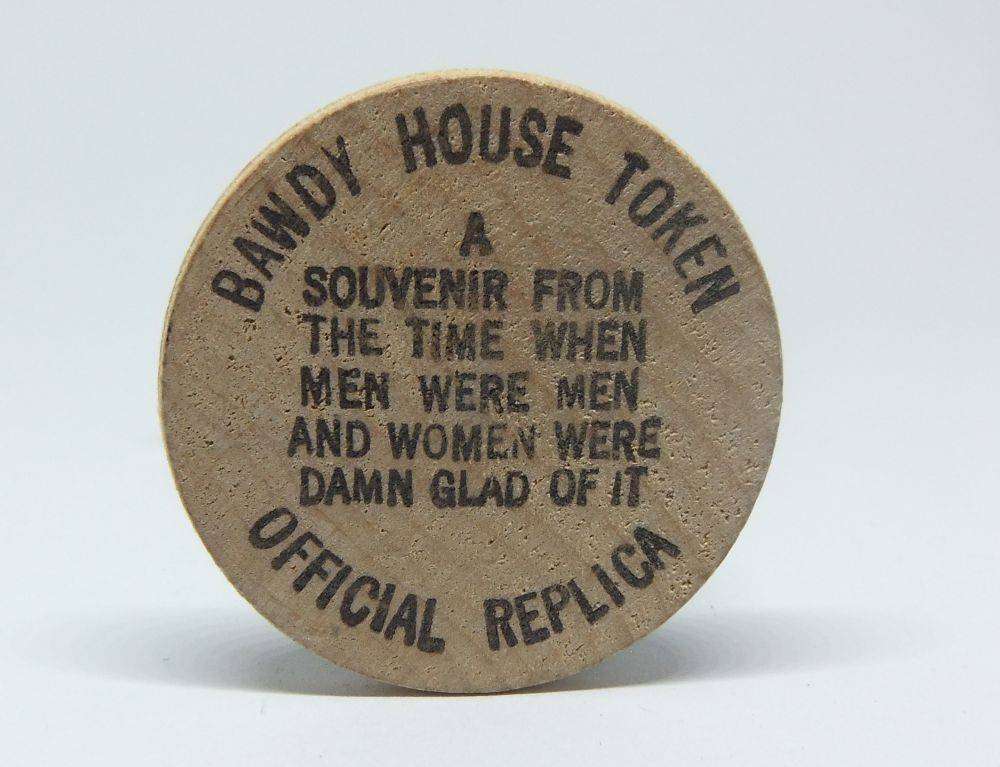 BAWDY HOUSE TOKEN
A
SOUVENIR FROM
THE TIME WHEN
MEN WERE MEN
AND WOMEN WERE
DAMN GLAD OF IT
OFFICIAL REPLICA